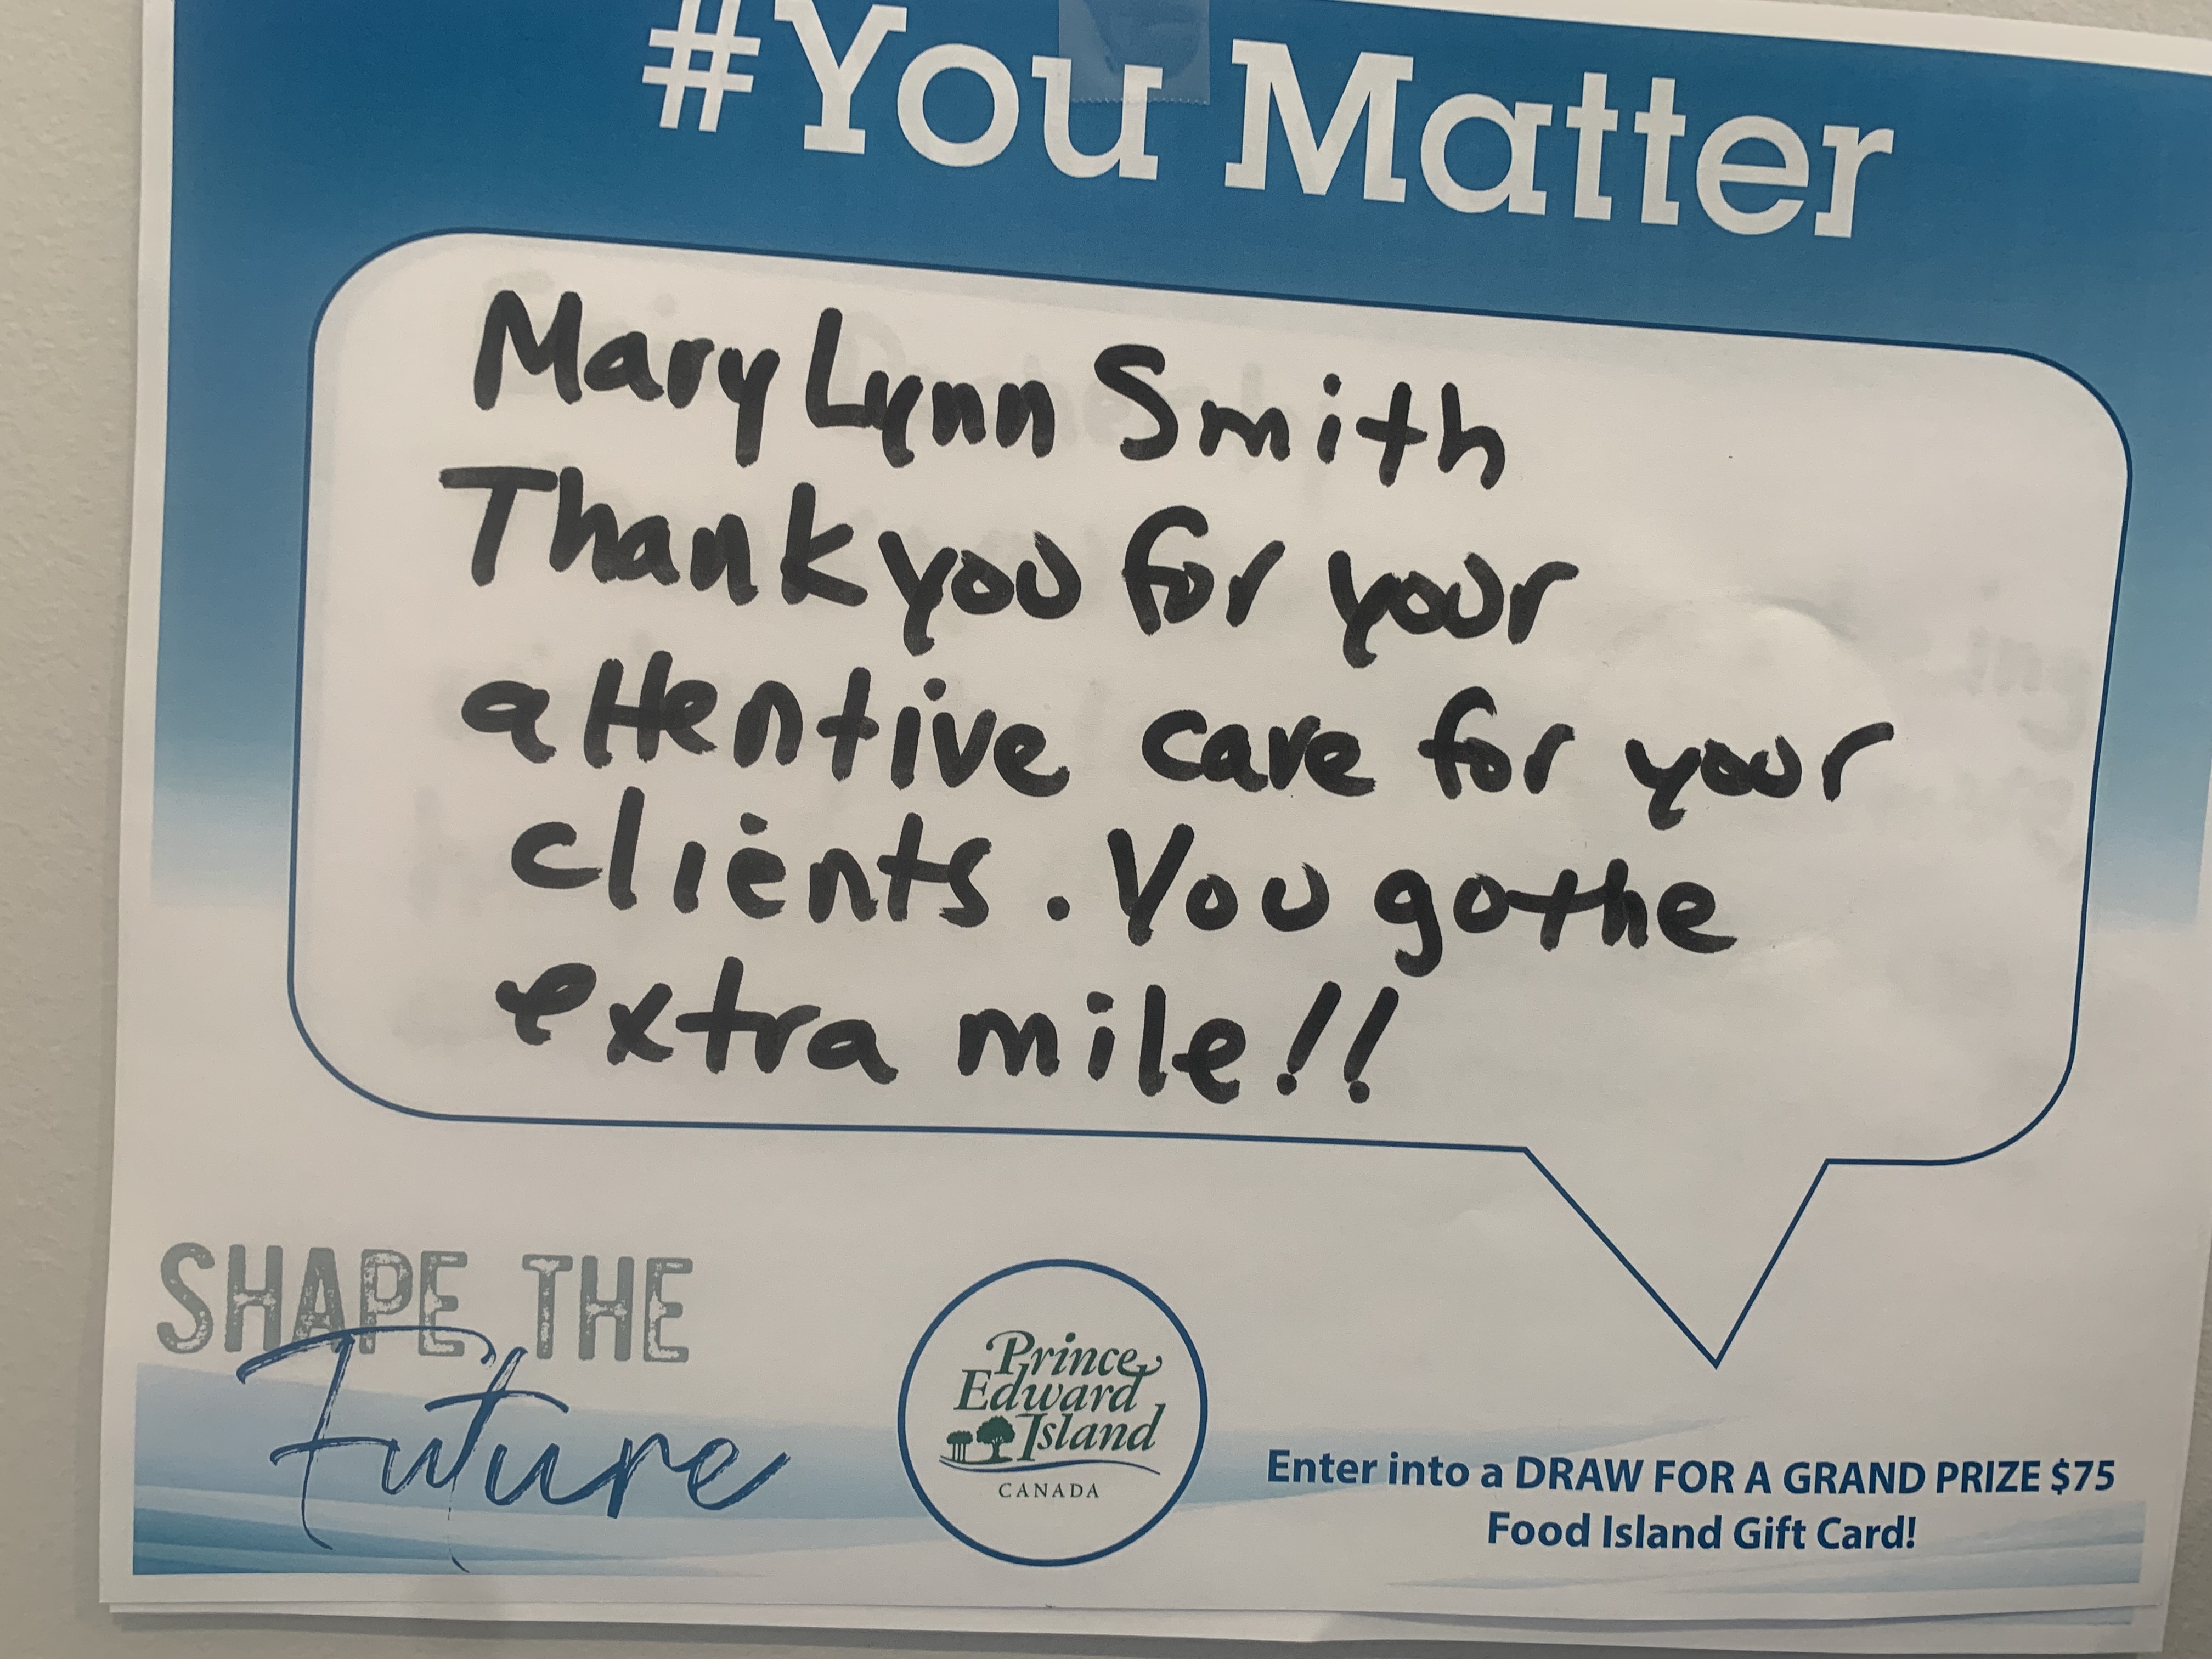 #You Matter
Mary Lynn Smith
Thank you for your
attentive care for your
clients. You go the
extra mile!!
SHAPE THE
Future
Prince
Edward
Island
CANADA
Enter into a DRAW FOR A GRAND PRIZE $75
Food Island Gift Card!